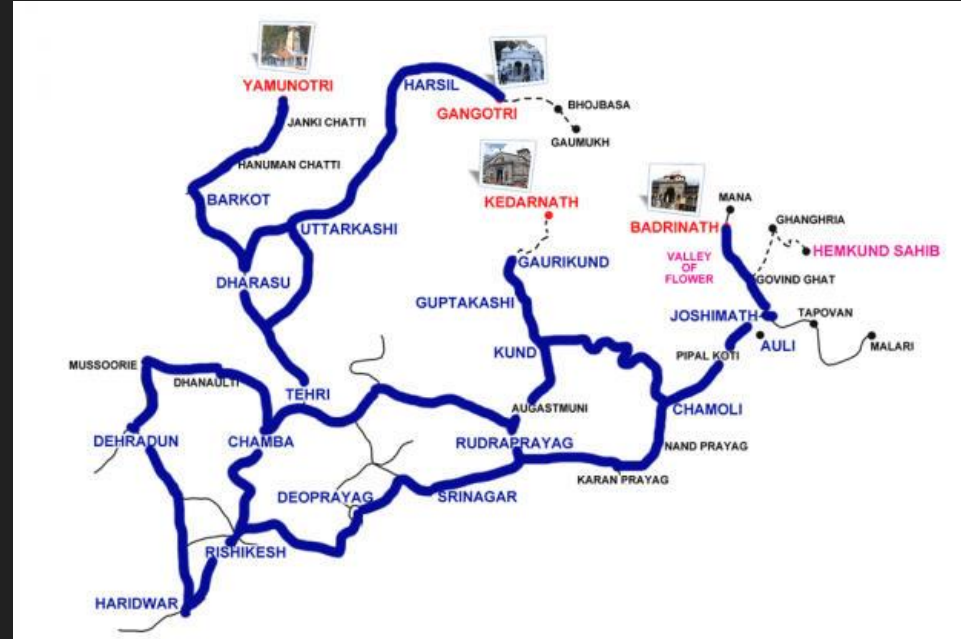 YAMUNOTRI
HARSIL
GANGOTRI
BHOJBASA
GAUMUKH
JANKI CHATTI
HANUMAN CHATTI
BARKOT
UTTARKASHI
DHARASU
KEDARNATH
GAURIKUND
GUPTAKASHI
KUND
BADRINATH
MANA
GHANGHRIA
HEMKUND SAHIB
VALLEY
OF
FLOWER
GOVIND GHAT
JOSHIMATH
TAPOVAN
AULI
MALARI
PIPAL KOTI
CHAMOLI
MUSSOORIE
DHANAULTI
TEHRI
AUGASTMUNI
DEHRADUN
CHAMBA
RUDRAPRAYAG
NAND PRAYAG
KARAN PRAYAG
DEOPRAYAG
SRINAGAR
RISHIKESH
HARIDWAR